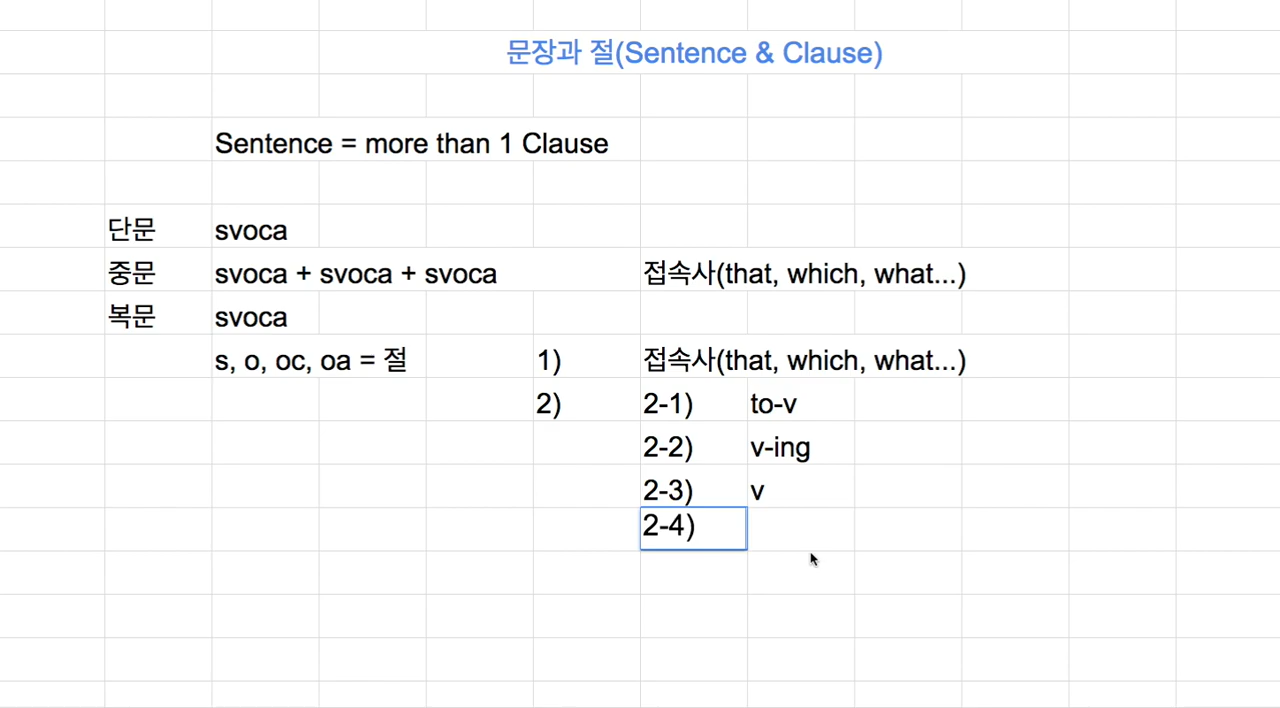 문장과 절(Sentence & Clause)
Sentence = more than 1 Clause
단문 svoca
중문 svoca + svoca + svoca 접속사(that, which, what...)
복문 svoca
s, o, oc, oa = 절 1) 접속사(that, which, what...)
2) 2-1) to-v
2-2) v-ing
2-3) v
2-4)